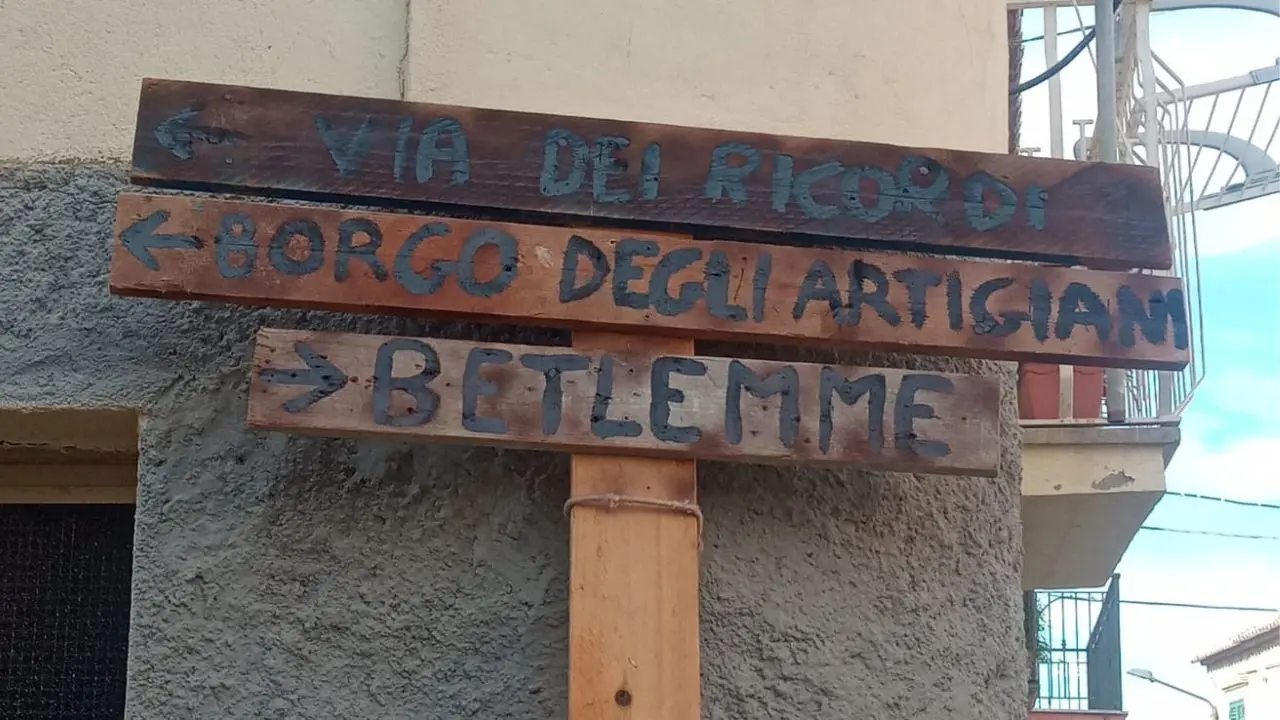 ← VIA DEI RICORDI
← BORGO DEGLI ARTIGIANI
→ BETLEMME